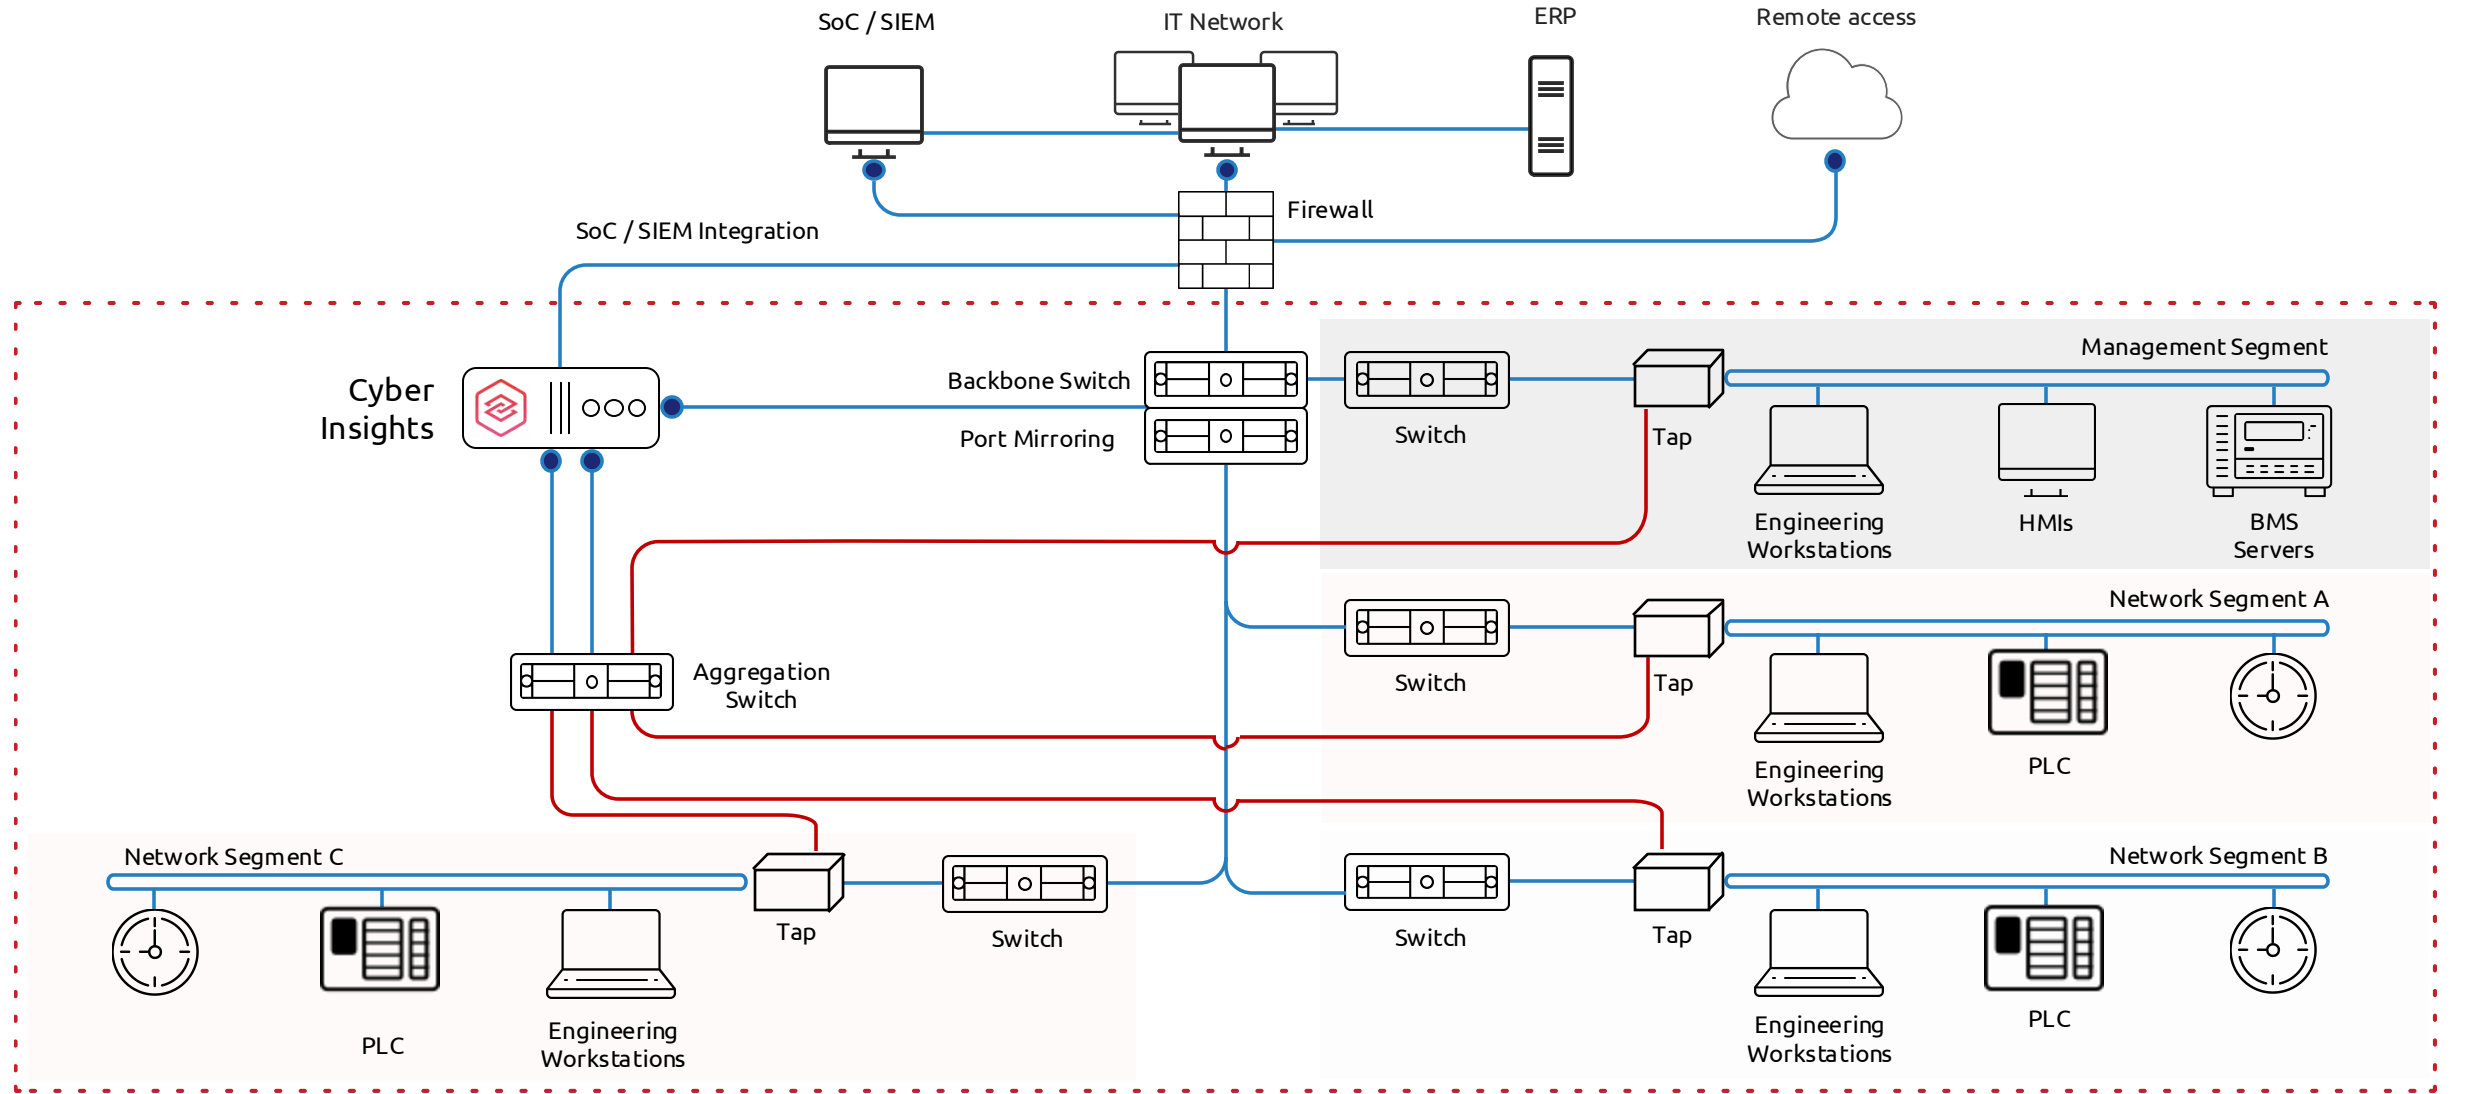 SoC / SIEM
IT Network
ERP
Remote access
Firewall
SoC / SIEM Integration
Cyber
Insights
Backbone Switch
Port Mirroring
Switch
Tap
Management Segment
Engineering
Workstations
HMIs
BMS
Servers
Aggregation
Switch
Switch
Tap
Network Segment A
Engineering
Workstations
PLC
Network Segment C
PLC
Engineering
Workstations
Tap
Switch
Switch
Tap
Network Segment B
Engineering
Workstations
PLC